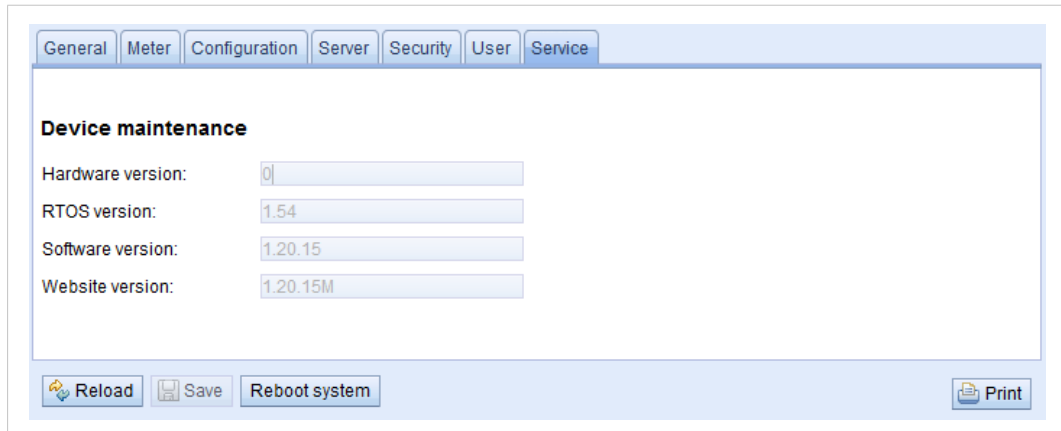 General Meter Configuration Server Security User Service
Device maintenance
Hardware version: 0
RTOS version: 1.54
Software version: 1.20.15
Website version: 1.20.15M
Reload Save Reboot system Print